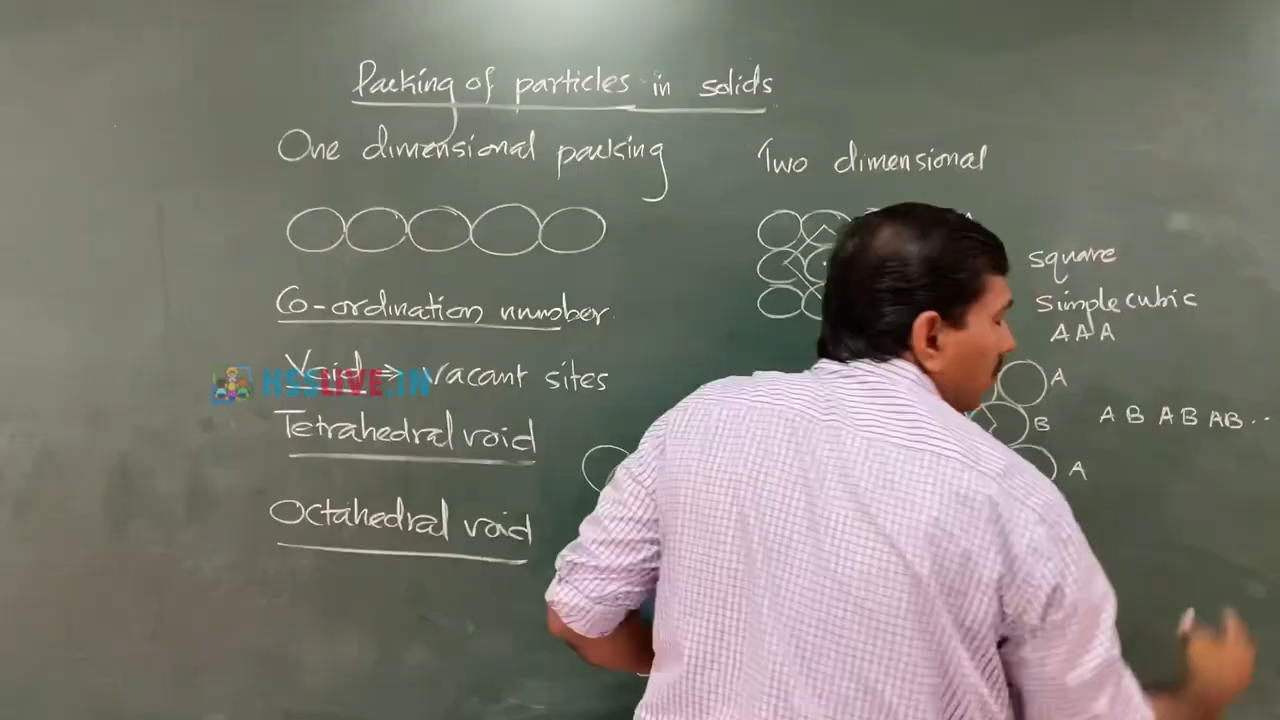 Packing of particles in solids
One dimensional packing
Co-ordination number
Void → vacant sites
HSSLIVE.IN
Tetrahedral void
Octahedral void
Two dimensional
square
Simple cubic
A A A
A
B
A B A B AB...
A